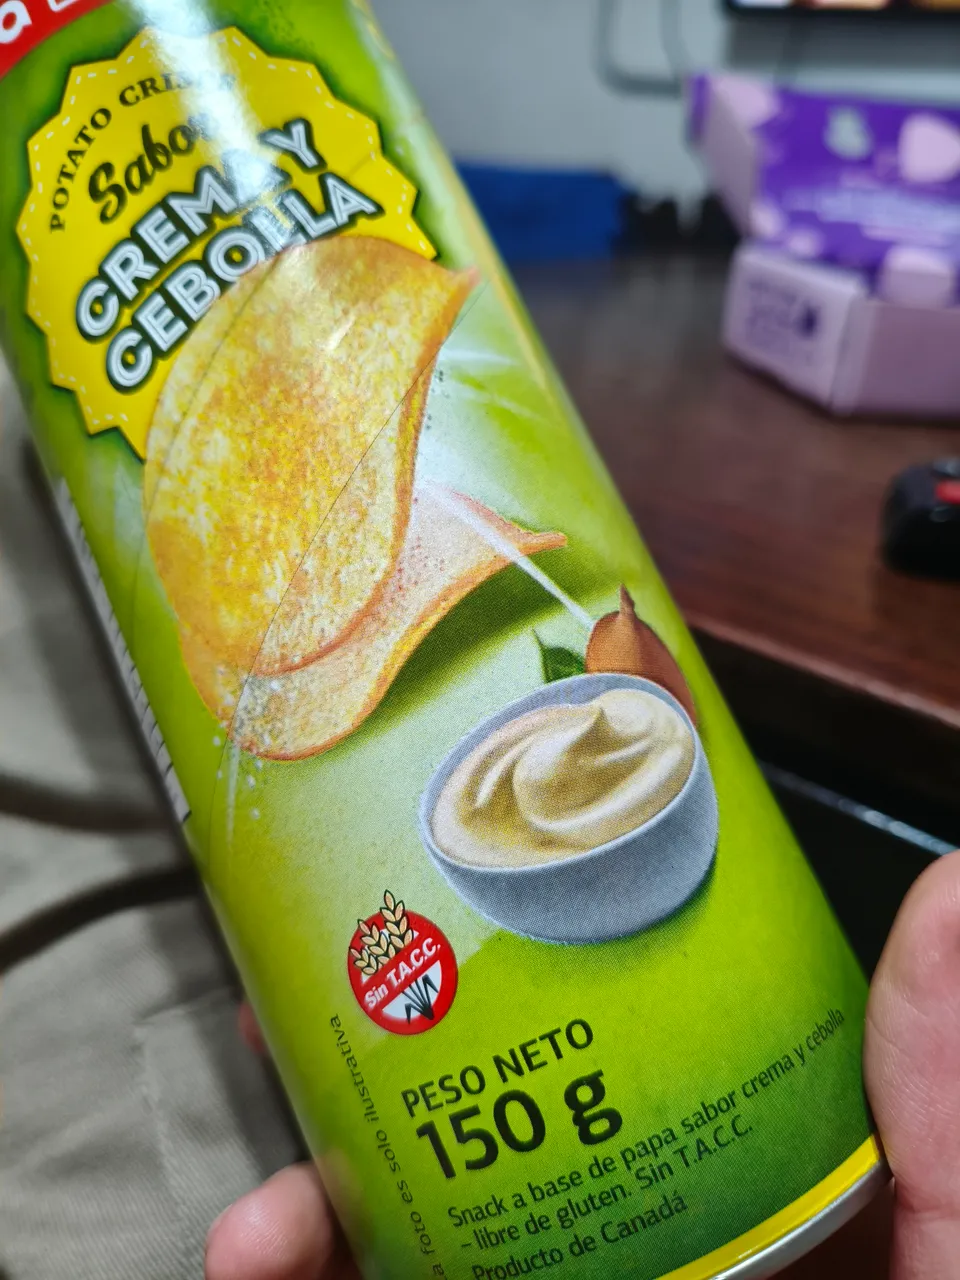 POTATO CRISPS
Sabor
CREMA Y
CEBOLLA
Sin T.A.C.C.
PESO NETO
150 g
Snack a base de papa sabor crema y cebolla
- libre de gluten. Sin T.A.C.C.
Producto de Canadá
foto es solo ilustrativa